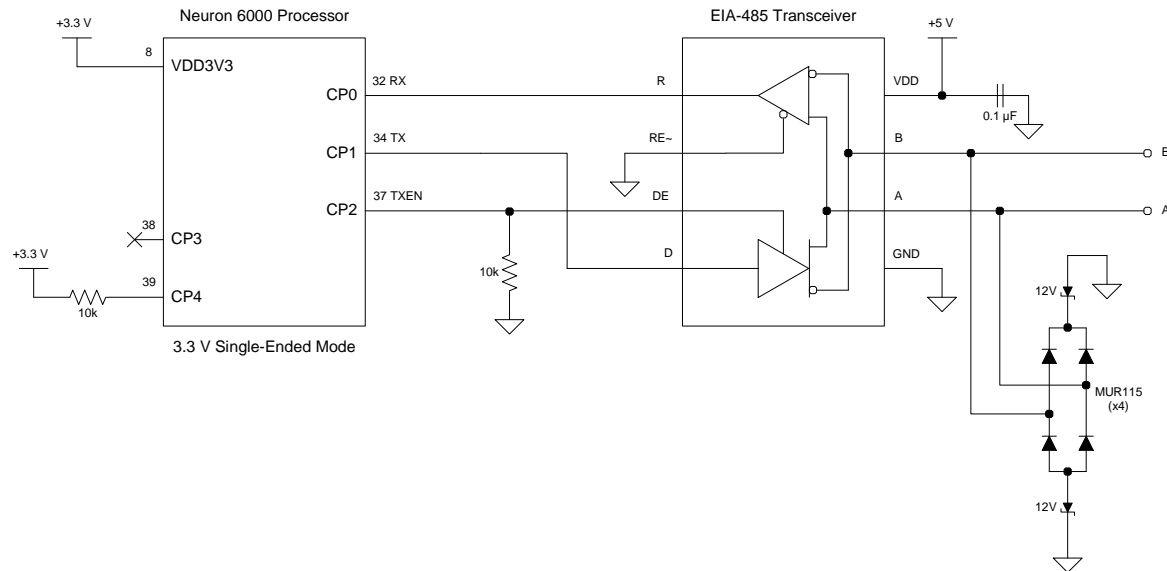 Neuron 6000 Processor
EIA-485 Transceiver
+3.3 V
+5 V
8
VDD3V3
32 RX
R
VDD
CP0
0.1 µF
34 TX
RE~
B
CP1
B
37 TXEN
DE
A
CP2
A
38
CP3
D
GND
+3.3 V
10k
39
CP4
12V
10k
3.3 V Single-Ended Mode
MUR115
(x4)
12V